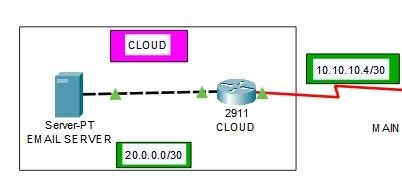 CLOUD
10.10.10.4/30
Server-PT
EMAIL SERVER
2911
CLOUD
MAIN
20.0.0.0/30